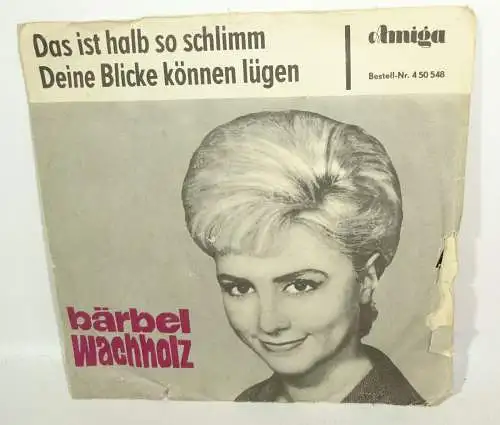 Das ist halb so schlimm
Deine Blicke können lügen
Amiga
Bestell-Nr. 4 50 548
bärbel
wachholz